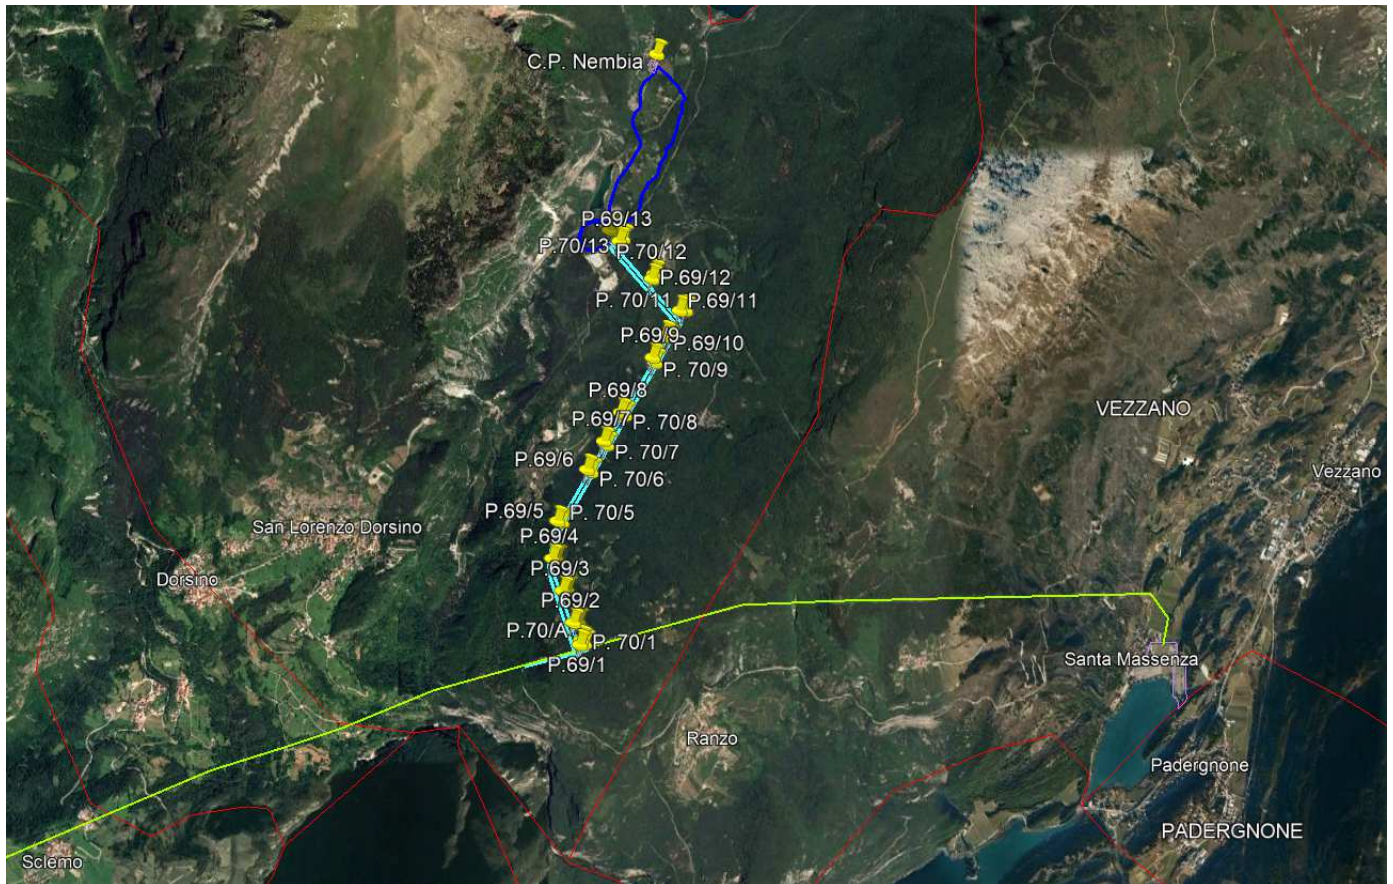 C.P. Nembia
P.69/13
P.70/13
P.70/12
P.69/12
P. 70/11
P.69/11
P.69/9
P.69/10
P. 70/9
P.69/8
VEZZANO
P.69/7
P. 70/8
P. 70/7
P.69/6
Vezzano
P. 70/6
P.69/5
P. 70/5
San Lorenzo Dorsino
P.69/4
P.69/3
Dorsino
P.69/2
P.70/A
P. 70/1
P.69/1
Santa Massenza
Ranzo
Padergnone
PADERGNONE
Sclemo